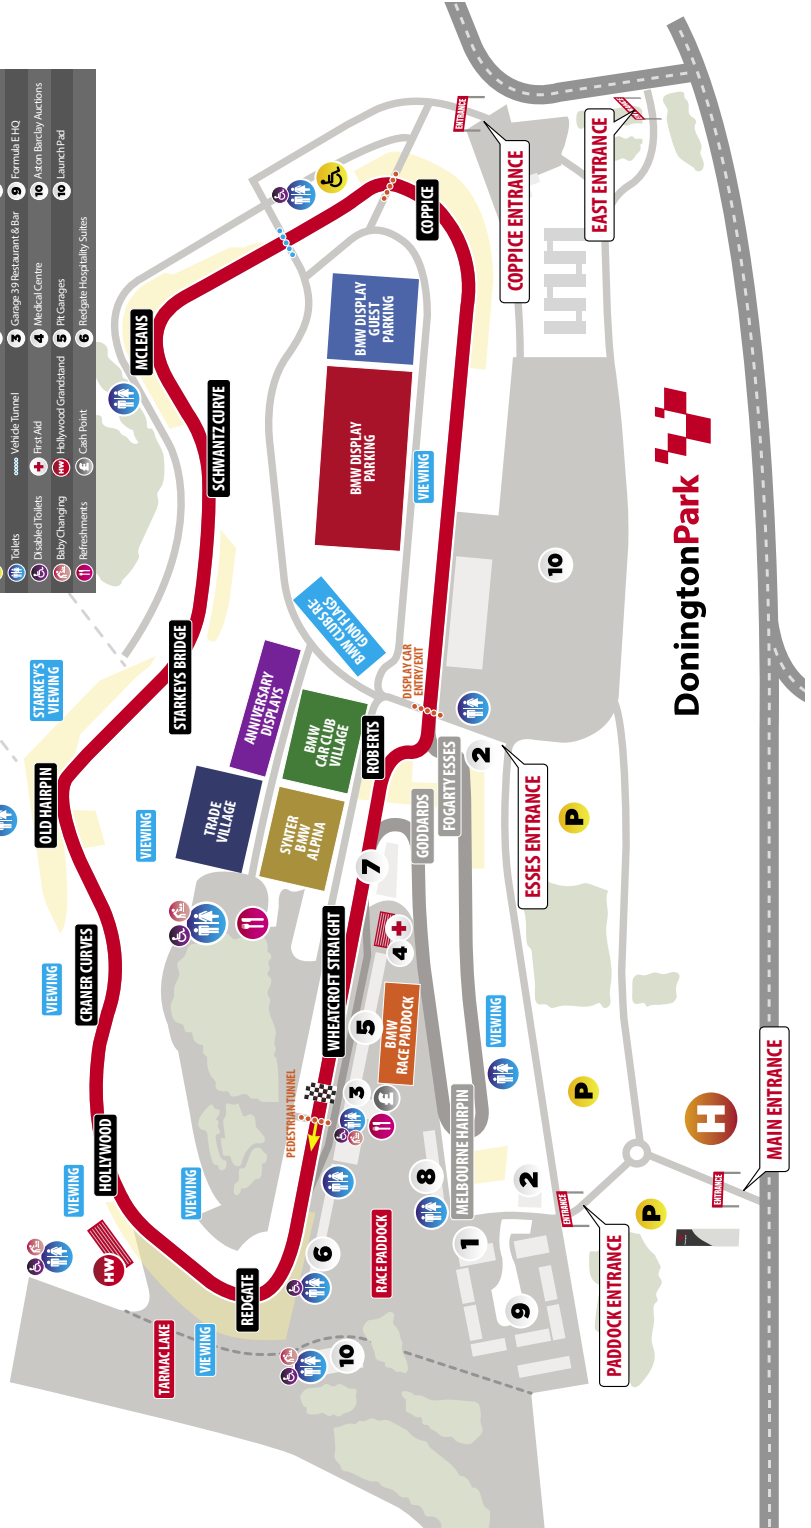 Toilets
Disabled Toilets
Baby Changing
Refreshments
Vehicle Tunnel
First Aid
HW
Hollywood Grandstand
£
Cash Point
3
Garage 39 Restaurant & Bar
4
Medical Centre
5
Pit Garages
6
Redgate Hospitality Suites
9
Formula E HQ
10
Aston Barclay Auctions
10
Launch Pad
STARKEY'S
VIEWING
OLD HAIRPIN
VIEWING
CRANER CURVES
VIEWING
HOLLYWOOD
VIEWING
VIEWING
HW
REDGATE
TARMAC LAKE
VIEWING
10
6
RACE PADDOCK
STARKEYS BRIDGE
SCHWANTZ CURVE
MCLEANS
COPPICE
BMW DISPLAY
GUEST
PARKING
BMW DISPLAY
PARKING
VIEWING
BMW CLUBS RE-
GION FLAGS
ANNIVERSARY
DISPLAYS
BMW
CAR CLUB
VILLAGE
TRADE
VILLAGE
SYNTER
BMW
ALPINA
DISPLAY CAR
ENTRY/EXIT
ROBERTS
FOGARTY ESSES
GODDARDS
2
7
WHEATCROFT STRAIGHT
4
5
BMW
RACE PADDOCK
PEDESTRIAN TUNNEL
3
£
VIEWING
MELBOURNE HAIRPIN
8
2
1
9
10
ENTRANCE
COPPICE ENTRANCE
EAST ENTRANCE
ESSES ENTRANCE
P
P
P
H
ENTRANCE
PADDOCK ENTRANCE
ENTRANCE
MAIN ENTRANCE
DoningtonPark